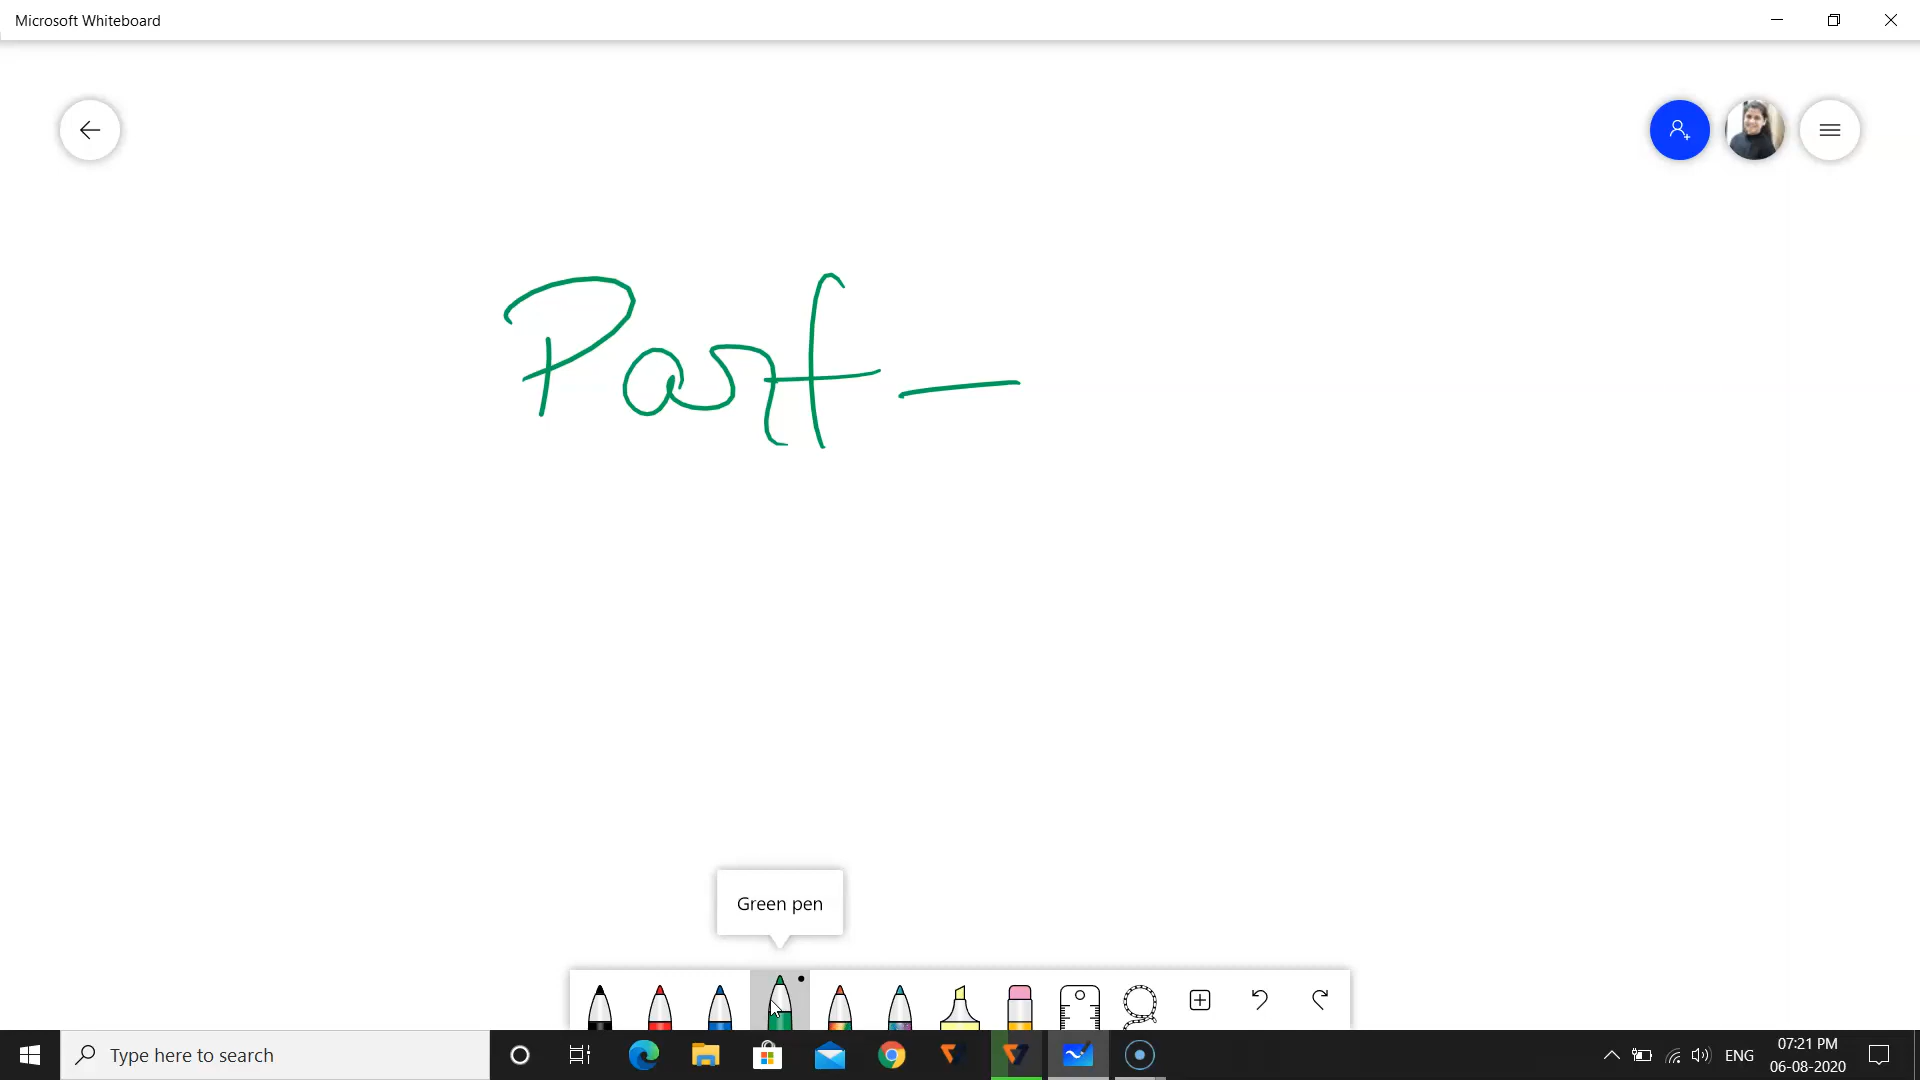 Microsoft Whiteboard
Part -
Green pen
Type here to search
ENG
07:21 PM
06-08-2020